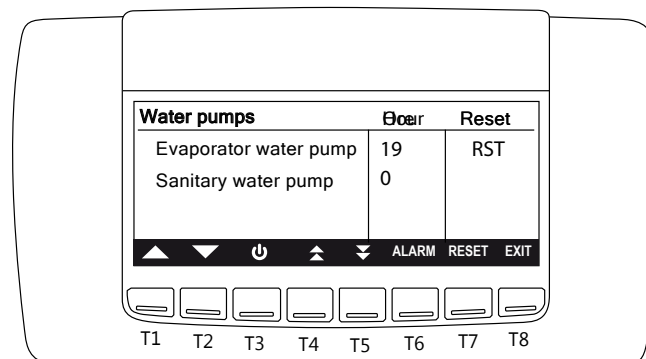 Water pumps Reset
Evaporator water pump 19 RST
Sanitary water pump 0
ALARM RESET EXIT
T1 T2 T3 T4 T5 T6 T7 T8